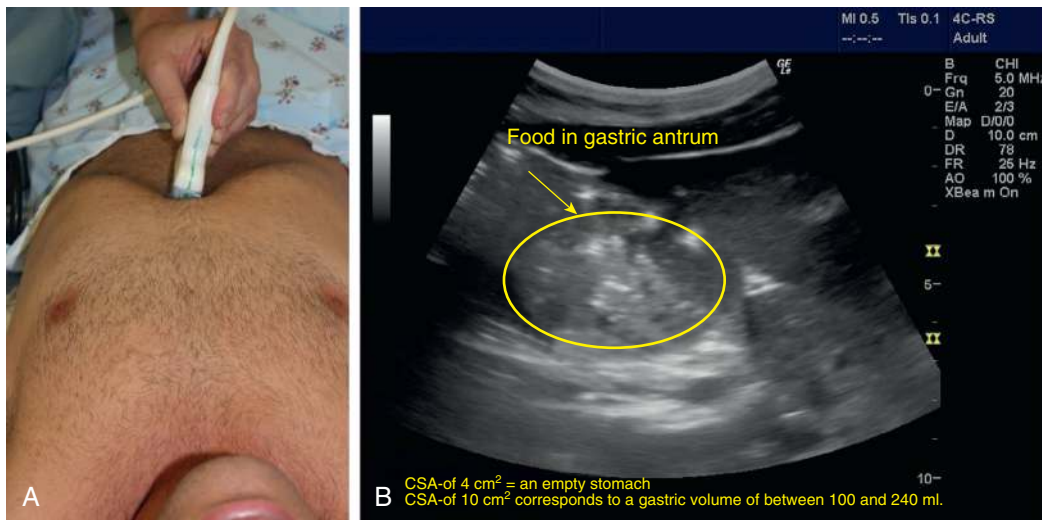 MI 0.5 TIs 0.1 4C-RS
--:--:-- Adult
GE
B CHI
Frq 5.0 MHz
Gn 20
E/A 2/3
Map D/0/0
D 10.0 cm
DR 78
FR 25 Hz
AO 100 %
XBeam On
0-
Food in gastric antrum
5-
10-
CSA-of 4 cm² = an empty stomach
CSA-of 10 cm² corresponds to a gastric volume of between 100 and 240 ml.
A
B